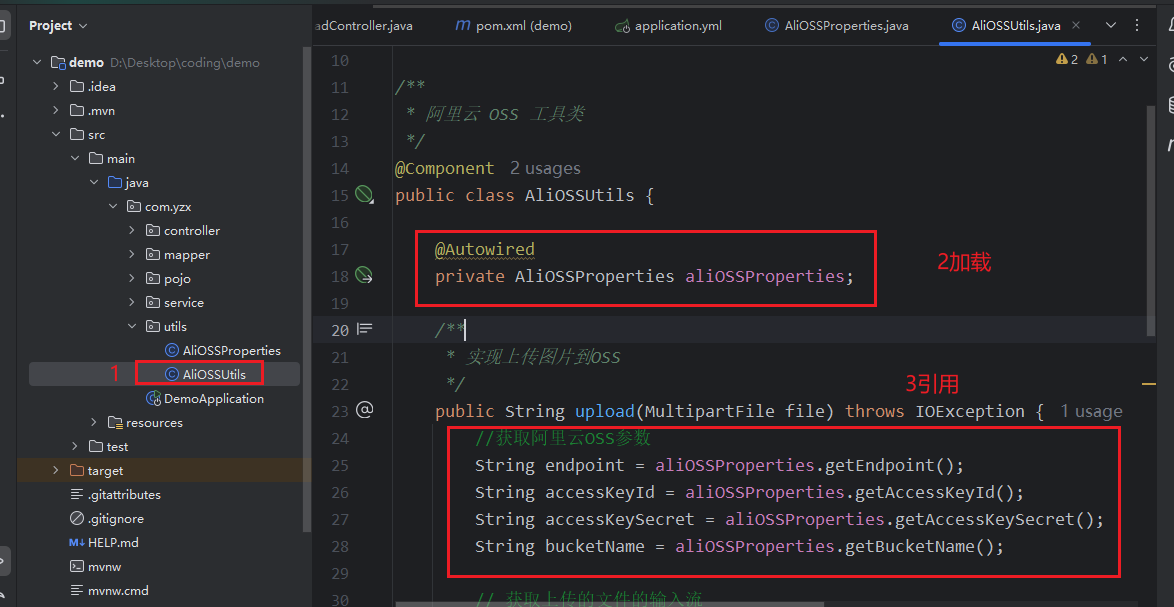 Project
adController.java
pom.xml (demo)
application.yml
AliOSSProperties.java
AliOSSUtils.java
demo D:\Desktop\coding\demo
.idea
.mvn
src
main
java
com.yzx
controller
mapper
pojo
service
utils
AliOSSProperties
1 AliOSSUtils
DemoApplication
resources
test
target
.gitattributes
.gitignore
M↓ HELP.md
mvnw
mvnw.cmd
2 1
10
11 /**
12 * 阿里云 OSS 工具类
13 */
14 @Component 2 usages
15 public class AliOSSUtils {
16
17 @Autowired
18 private AliOSSProperties aliOSSProperties;
2加载
19
20 /**
21 * 实现上传图片到OSS
22 */
3引用
23 public String upload(MultipartFile file) throws IOException { 1 usage
24 //获取阿里云OSS参数
25 String endpoint = aliOSSProperties.getEndpoint();
26 String accessKeyId = aliOSSProperties.getAccessKeyId();
27 String accessKeySecret = aliOSSProperties.getAccessKeySecret();
28 String bucketName = aliOSSProperties.getBucketName();
29
30 // 获取上传的文件的输入流